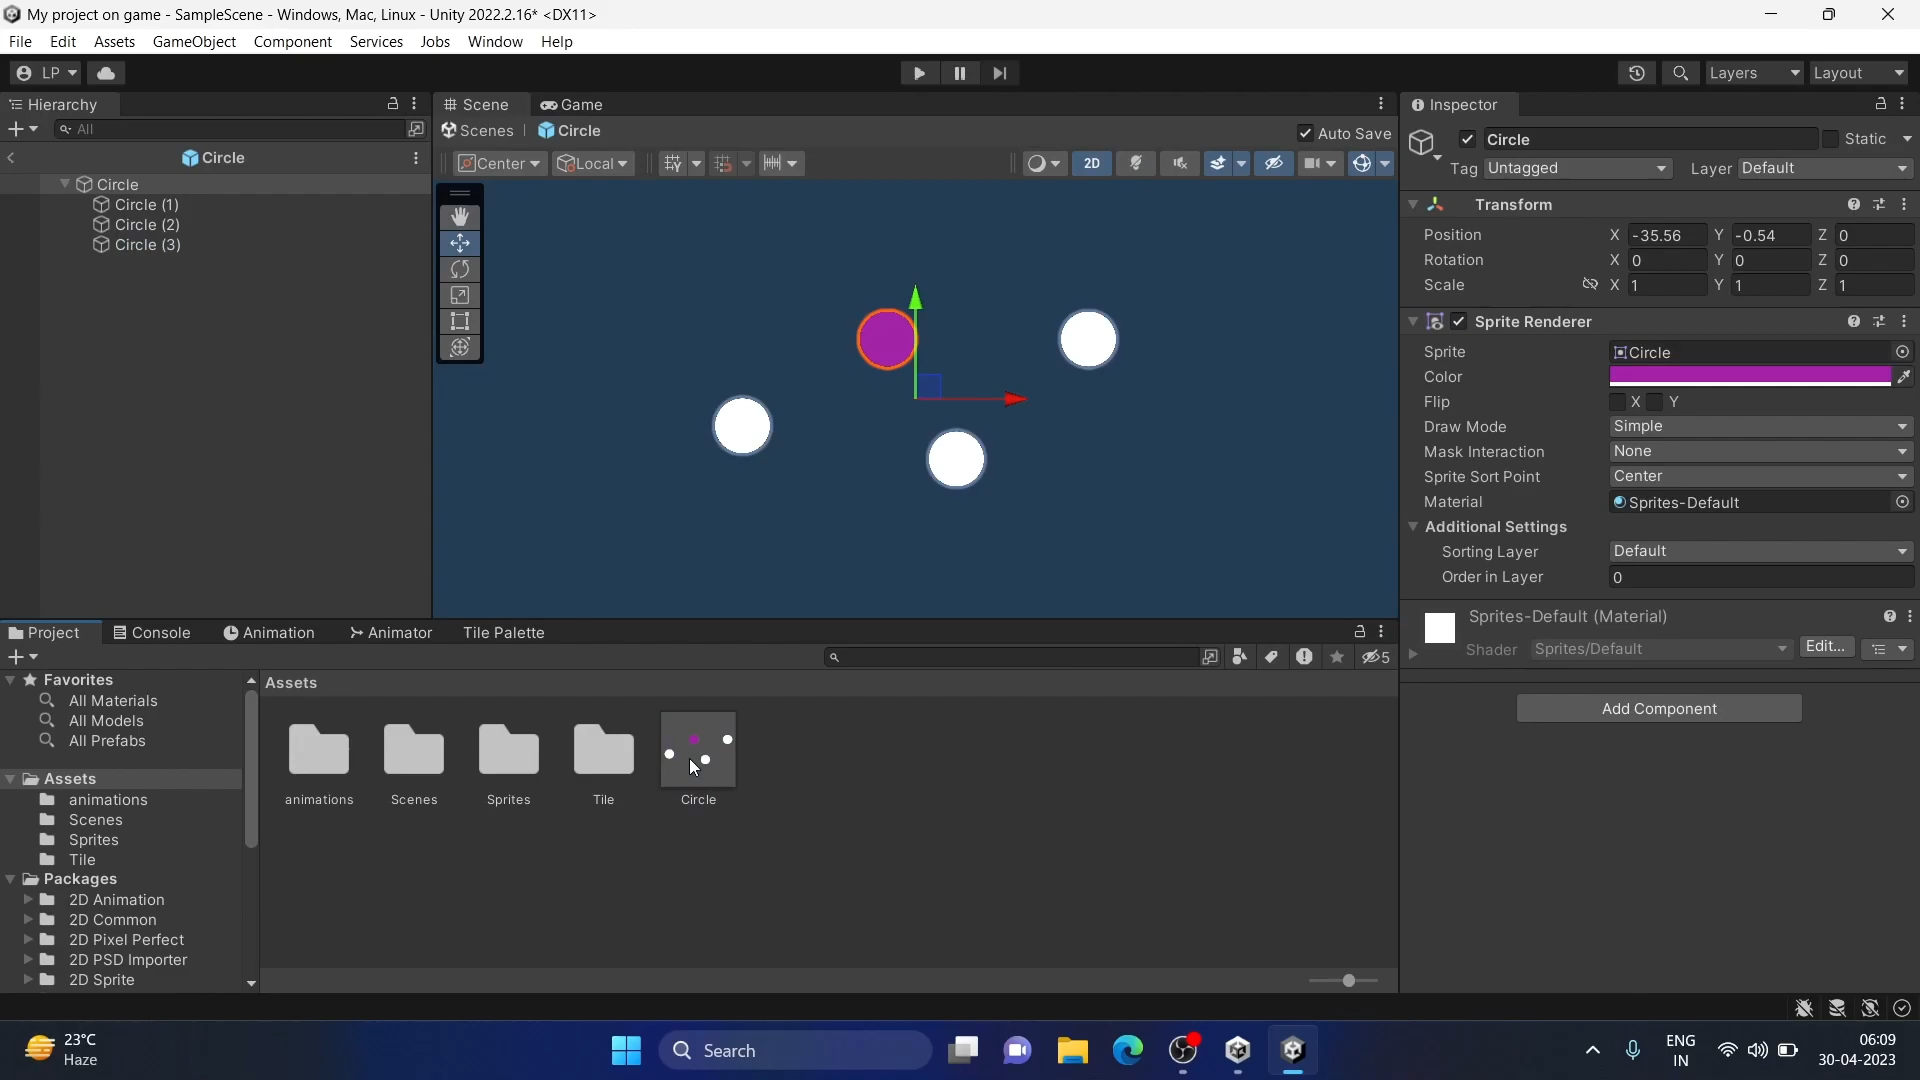 My project on game - SampleScene - Windows, Mac, Linux - Unity 2022.2.16* <DX11>
File Edit Assets GameObject Component Services Jobs Window Help
LP Layers Layout
Hierarchy
All
Circle
Circle
Circle (1)
Circle (2)
Circle (3)
Scene Game
Scenes | Circle Auto Save
Center Local 2D
Inspector
Circle Static
Tag Untagged Layer Default
Transform
Position X -35.56 Y -0.54 Z 0
Rotation X 0 Y 0 Z 0
Scale X 1 Y 1 Z 1
Sprite Renderer
Sprite Circle
Color
Flip X Y
Draw Mode Simple
Mask Interaction None
Sprite Sort Point Center
Material Sprites-Default
Additional Settings
Sorting Layer Default
Order in Layer 0
Sprites-Default (Material)
Shader Sprites/Default Edit...
Add Component
Project Console Animation Animator Tile Palette
5
Favorites
All Materials
All Models
All Prefabs
Assets
animations
Scenes
Sprites
Tile
Packages
2D Animation
2D Common
2D Pixel Perfect
2D PSD Importer
2D Sprite
Assets
animations Scenes Sprites Tile Circle
23°C
Haze
Search
ENG
IN
06:09
30-04-2023